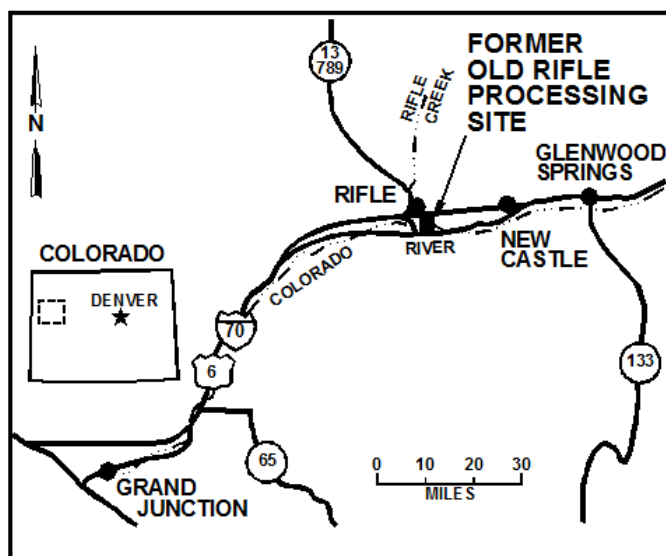 13
789
FORMER
OLD RIFLE
PROCESSING
SITE
RIFLE
CREEK
N
GLENWOOD
SPRINGS
RIFLE
RIVER
NEW
CASTLE
COLORADO
COLORADO
DENVER
70
6
133
65
0 10 20 30
MILES
GRAND
JUNCTION